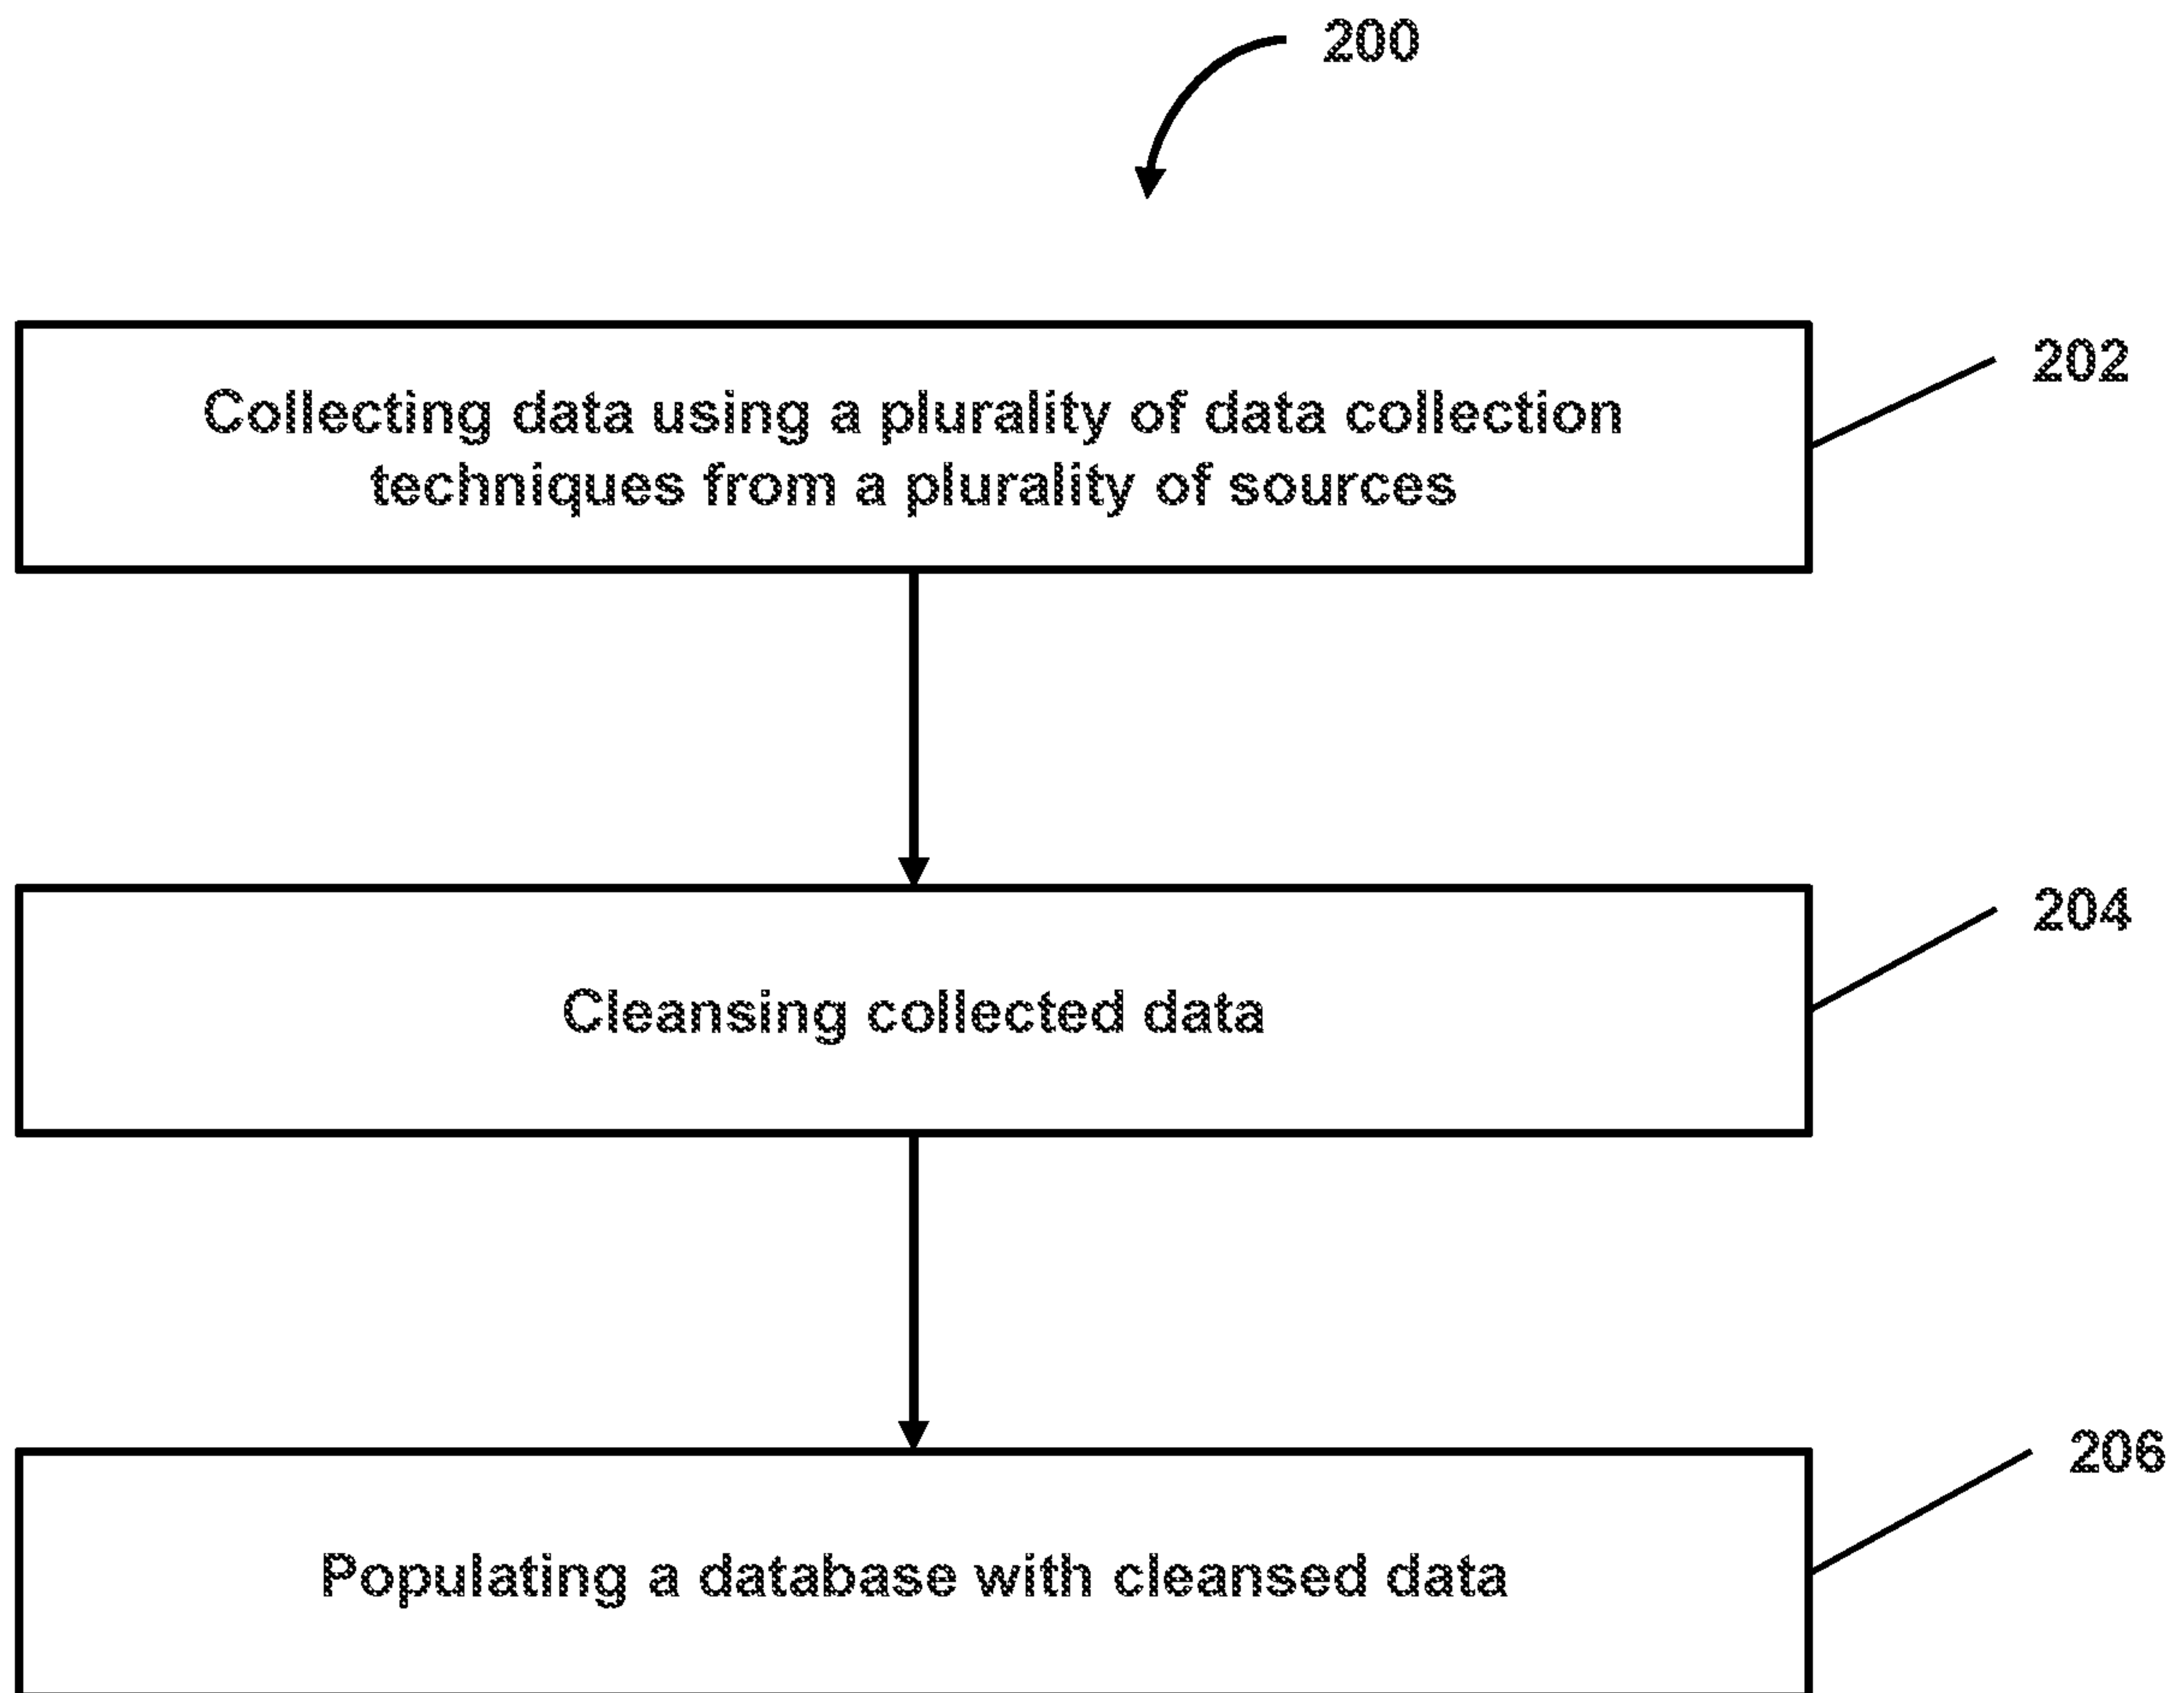 200
202
Collecting data using a plurality of data collection
techniques from a plurality of sources
204
Cleansing collected data
206
Populating a database with cleansed data